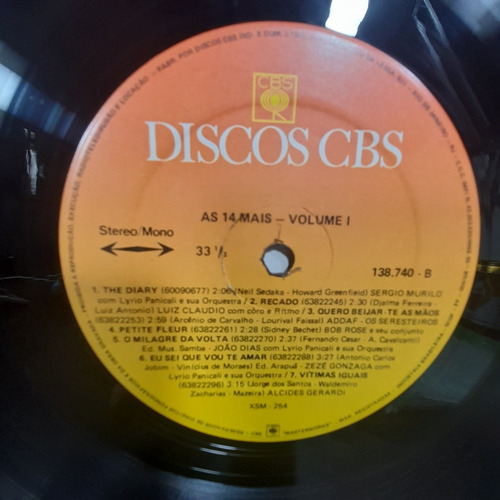 CBS
DISCOS CBS
AS 14 MAIS – VOLUME I
Stereo/Mono
33 1/3
138.740 - B
1. THE DIARY (60090677) 2:06 (Neil Sedaka - Howard Greenfield) SERGIO MURILO
com Lyrio Panicali e sua Orquestra / 2. RECADO (63822245) 2:30 (Djalma Ferreira -
Luiz Antonio) LUIZ CLAUDIO com côro e Ritmo / 3. QUERO BEIJAR-TE AS MÃOS
(63822253) 2:59 (Arcênio de Carvalho - Lourival Faissal) ADDAF - OS SERESTEIROS
4. PETITE FLEUR (63822261) 2:28 (Sidney Bechet) BOB ROSE e seu conjunto
5. O MILAGRE DA VOLTA (63822270) 2:37 (Fernando Cesar - A. Cavalcanti)
Ed. Mus. Samba - JOÃO DIAS com Lyrio Panicali e sua Orquestra
6. EU SEI QUE VOU TE AMAR (63822288) 3:27 (Antonio Carlos
Jobim - Vinícius de Moraes) Ed. Arapuã - ZEZÉ GONZAGA com
Lyrio Panicali e sua Orquestra / 7. VÍTIMAS IGUAIS
(63822296) 3:15 (Jorge dos Santos - Waldemiro
Zacharias - Mazeira) ALCIDES GERARDI
XSM - 264